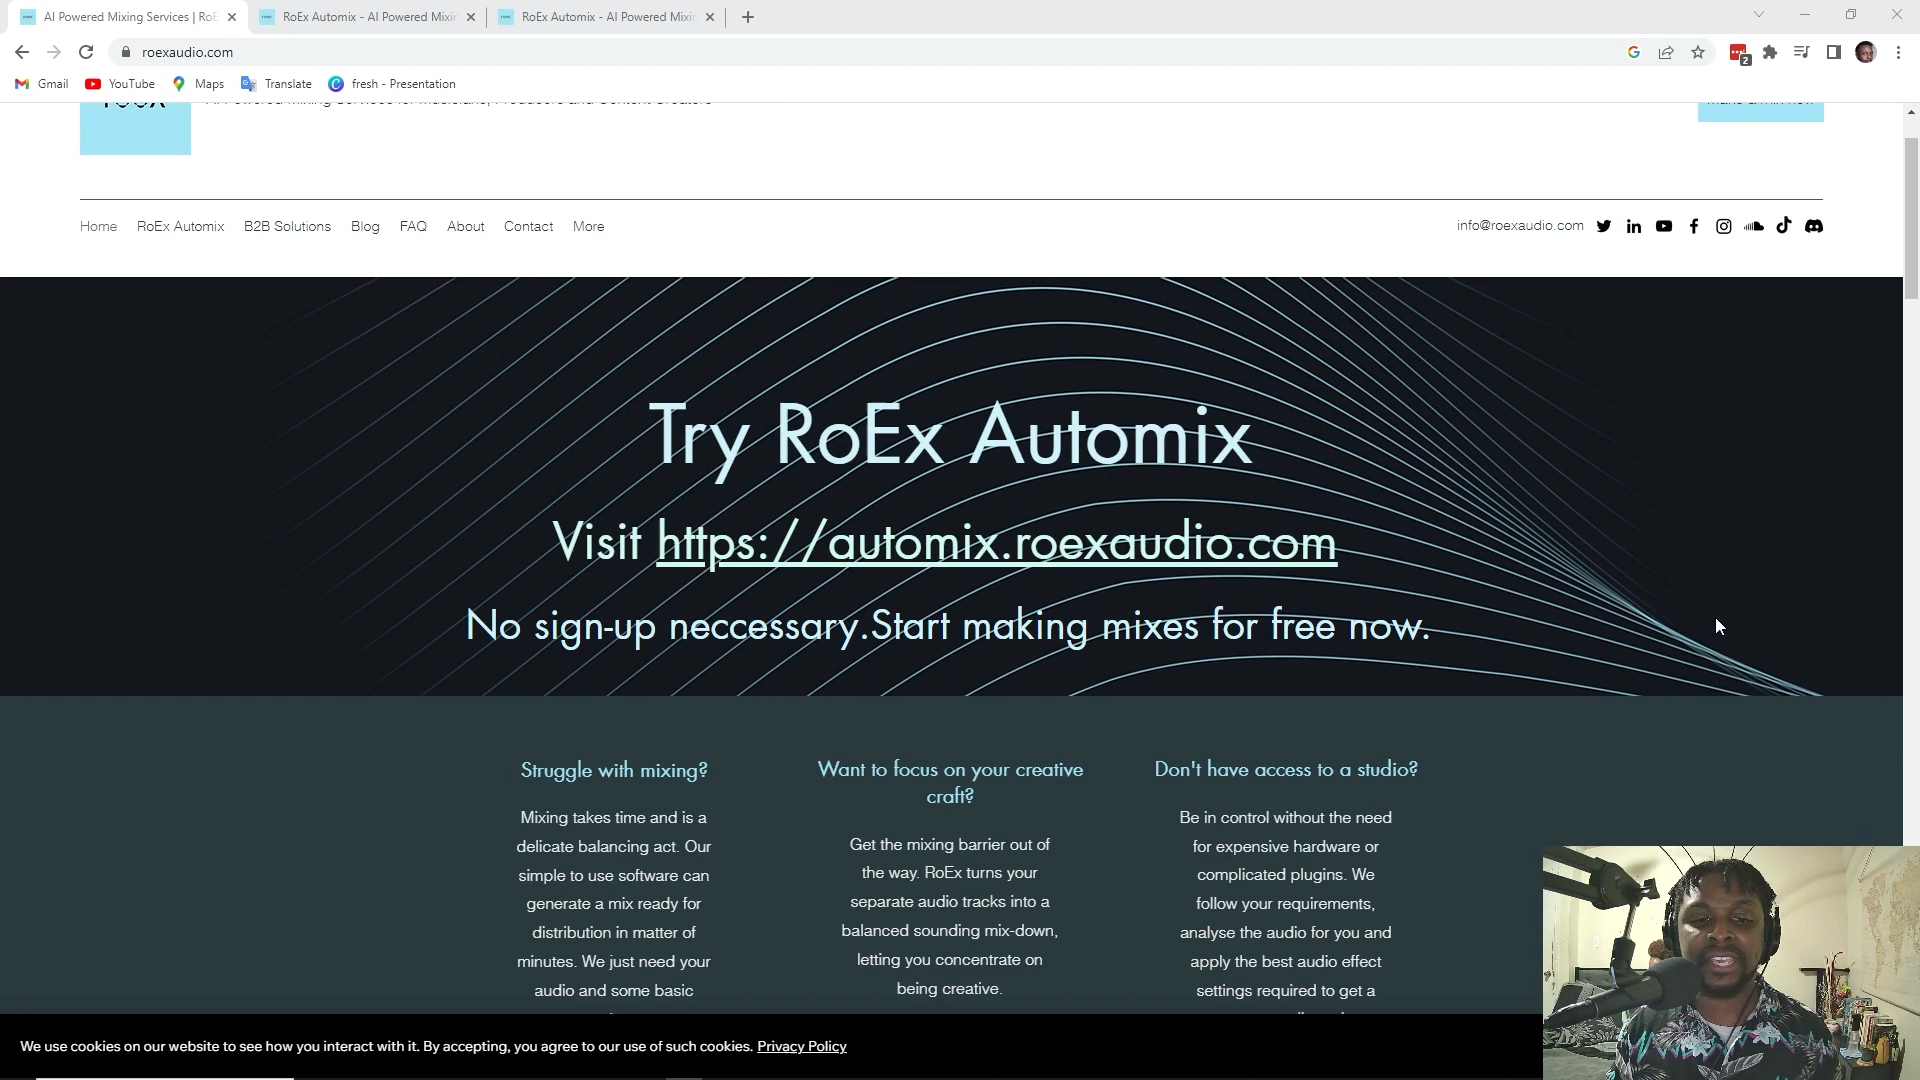 AI Powered Mixing Services | RoE
RoEx Automix - AI Powered Mixin
RoEx Automix - AI Powered Mixin
roexaudio.com
2
Gmail
YouTube
Maps
Translate
fresh - Presentation
Home
RoEx Automix
B2B Solutions
Blog
FAQ
About
Contact
More
info@roexaudio.com
Try RoEx Automix
Visit https://automix.roexaudio.com
No sign-up neccessary.Start making mixes for free now.
Struggle with mixing?
Mixing takes time and is a
delicate balancing act. Our
simple to use software can
generate a mix ready for
distribution in matter of
minutes. We just need your
audio and some basic
Want to focus on your creative
craft?
Get the mixing barrier out of
the way. RoEx turns your
separate audio tracks into a
balanced sounding mix-down,
letting you concentrate on
being creative.
Don't have access to a studio?
Be in control without the need
for expensive hardware or
complicated plugins. We
follow your requirements,
analyse the audio for you and
apply the best audio effect
settings required to get a
We use cookies on our website to see how you interact with it. By accepting, you agree to our use of such cookies. Privacy Policy